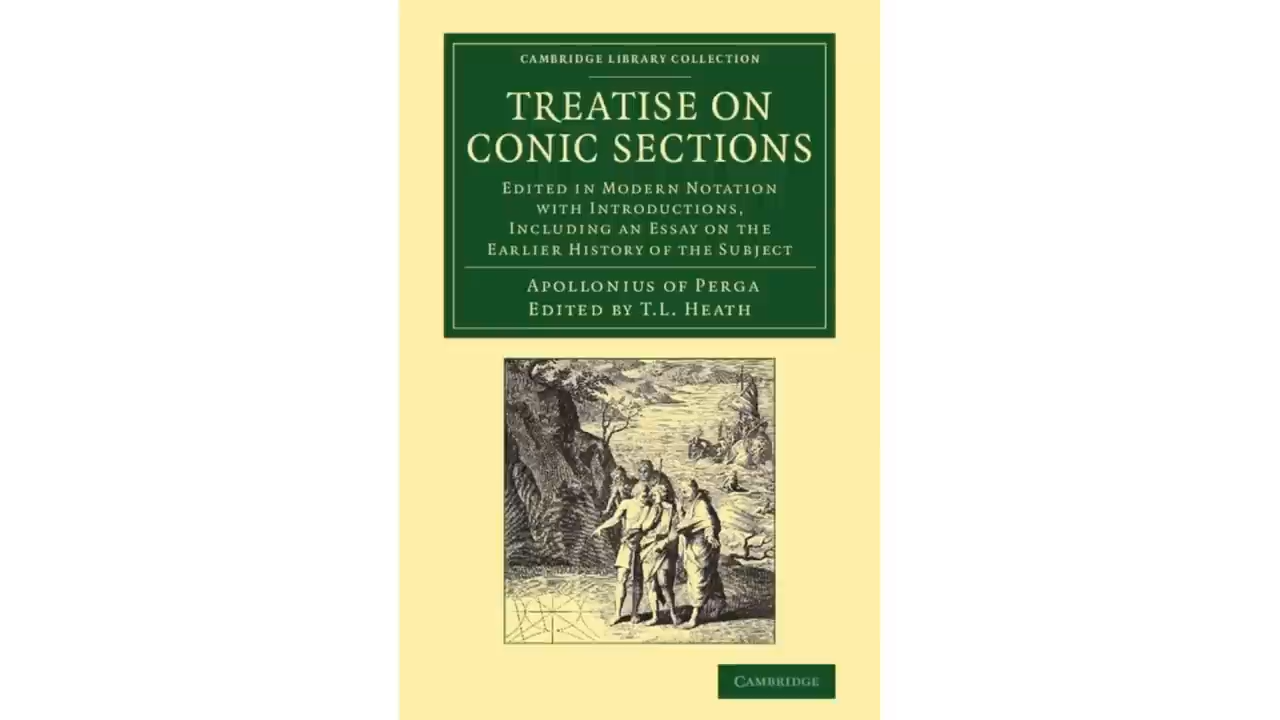 CAMBRIDGE LIBRARY COLLECTION
TREATISE ON
CONIC SECTIONS
EDITED IN MODERN NOTATION
WITH INTRODUCTIONS,
INCLUDING AN ESSAY ON THE
EARLIER HISTORY OF THE SUBJECT
APOLLONIUS OF PERGA
EDITED BY T.L. HEATH
CAMBRIDGE